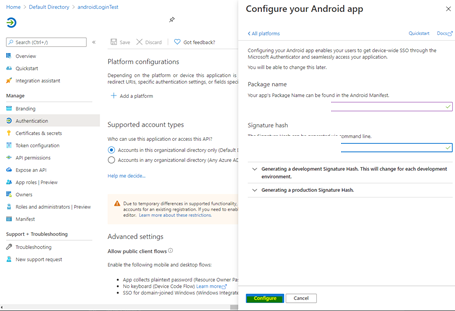 Home > Default Directory > androidLoginTest
Search (Ctrl+/)
Overview
Quickstart
Integration assistant
Manage
Branding
Authentication
Certificates & secrets
Token configuration
API permissions
Expose an API
App roles | Preview
Owners
Roles and administrators | Preview
Manifest
Support + Troubleshooting
Troubleshooting
New support request
Save
Discard
Got feedback?
Platform configurations
Depending on the platform or device this application is
redirect URIs, specific authentication settings, or fields spec
Add a platform
Supported account types
Who can use this application or access this API?
Accounts in this organizational directory only (Default
Accounts in any organizational directory (Any Azure AD
Help me decide...
Due to temporary differences in supported functionality,
accounts for an existing registration. If you need to enable
editor. Learn more about these restrictions.
Advanced settings
Allow public client flows
Enable the following mobile and desktop flows:
• App collects plaintext password (Resource Owner Pa
• No keyboard (Device Code Flow) Learn more
• SSO for domain-joined Windows (Windows Integrate
Configure your Android app
All platforms
Quickstart
Docs
Configuring your Android app enables your users to get device-wide SSO through the
Microsoft Authenticator and seamlessly access your application.
You will be able to change this later.
Package name
Your app's Package Name can be found in the Android Manifest.
Signature hash
command line.
Generating a development Signature Hash. This will change for each development
environment.
Generating a production Signature Hash.
Configure
Cancel